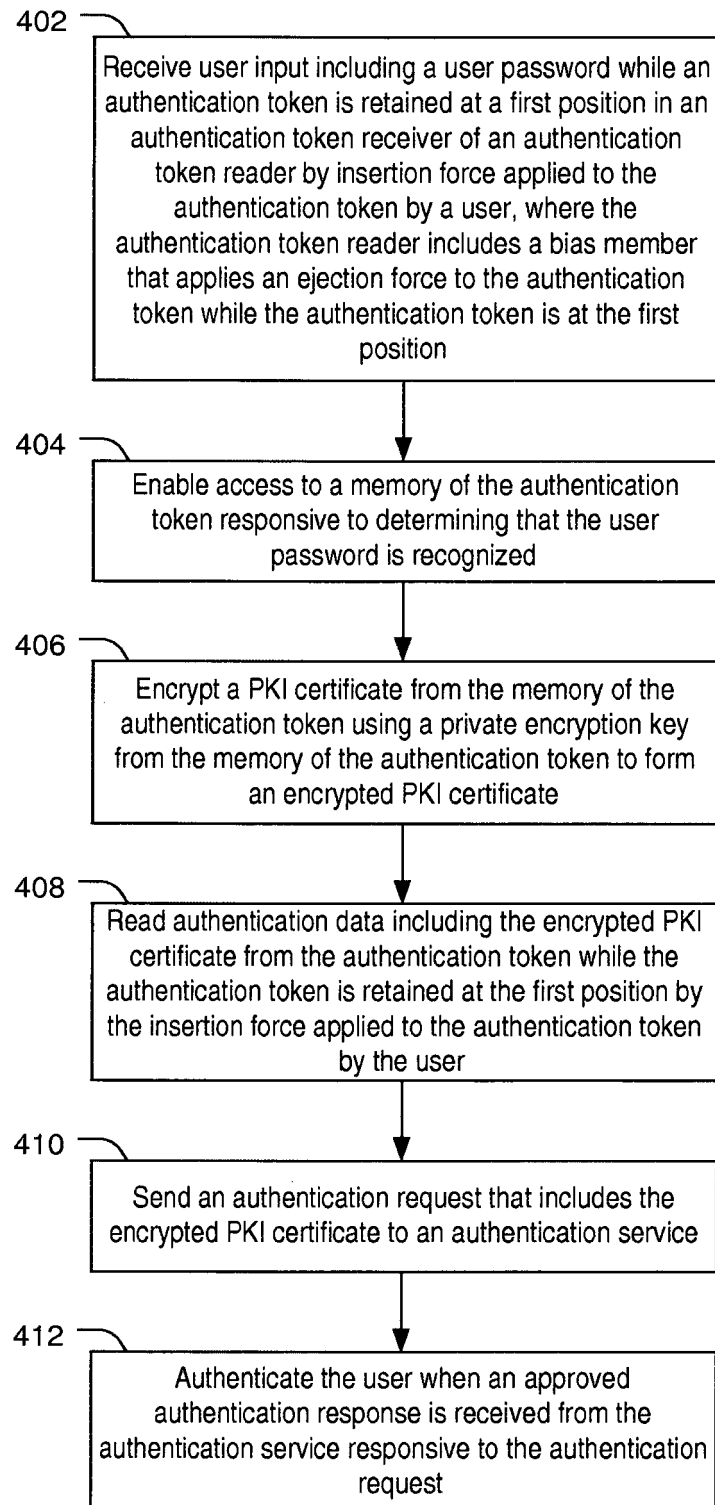 402
Receive user input including a user password while an
authentication token is retained at a first position in an
authentication token receiver of an authentication
token reader by insertion force applied to the
authentication token by a user, where the
authentication token reader includes a bias member
that applies an ejection force to the authentication
token while the authentication token is at the first
position
404
Enable access to a memory of the authentication
token responsive to determining that the user
password is recognized
406
Encrypt a PKI certificate from the memory of the
authentication token using a private encryption key
from the memory of the authentication token to form
an encrypted PKI certificate
408
Read authentication data including the encrypted PKI
certificate from the authentication token while the
authentication token is retained at the first position by
the insertion force applied to the authentication token
by the user
410
Send an authentication request that includes the
encrypted PKI certificate to an authentication service
412
Authenticate the user when an approved
authentication response is received from the
authentication service responsive to the authentication
request